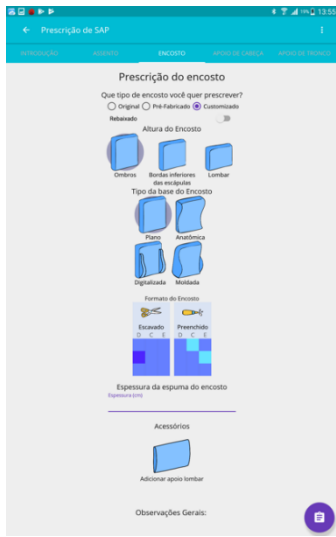 13:55
Prescrição de SAP
INTRODUÇÃO ASSENTO ENCOSTO APOIO DE CABEÇA APOIO DE TRONCO
Prescrição do encosto
Que tipo de encosto você quer prescrever?
Original Pré-Fabricado Customizado
Rebaixado
Altura do Encosto
Ombros Bordas inferiores das escápulas Lombar
Tipo da base do Encosto
Plano Anatômica
Digitalizada Moldada
Formato do Encosto
Escavado Preenchido
D C E D C E
Espessura da espuma do encosto
Espessura (cm)
Acessórios
Adicionar apoio lombar
Observações Gerais: